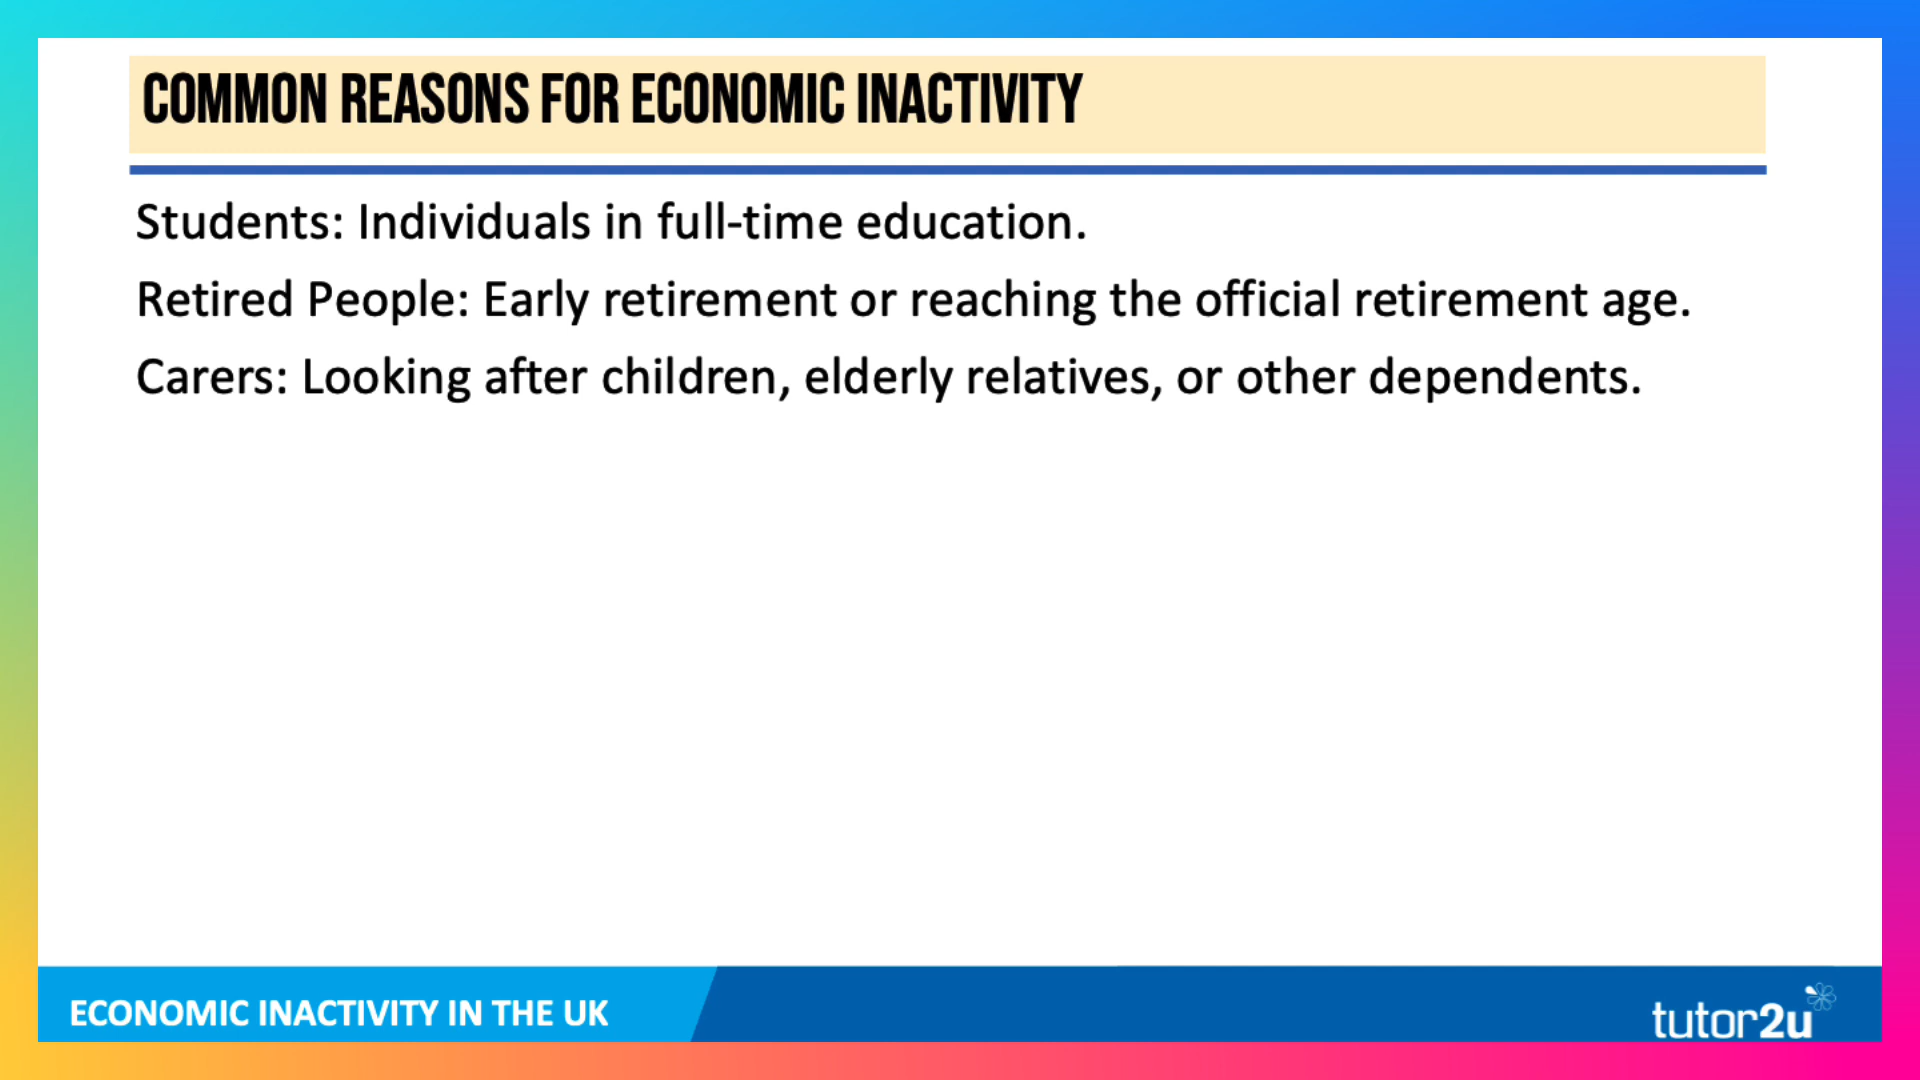 COMMON REASONS FOR ECONOMIC INACTIVITY
Students: Individuals in full-time education.
Retired People: Early retirement or reaching the official retirement age.
Carers: Looking after children, elderly relatives, or other dependents.
ECONOMIC INACTIVITY IN THE UK
tutor2u